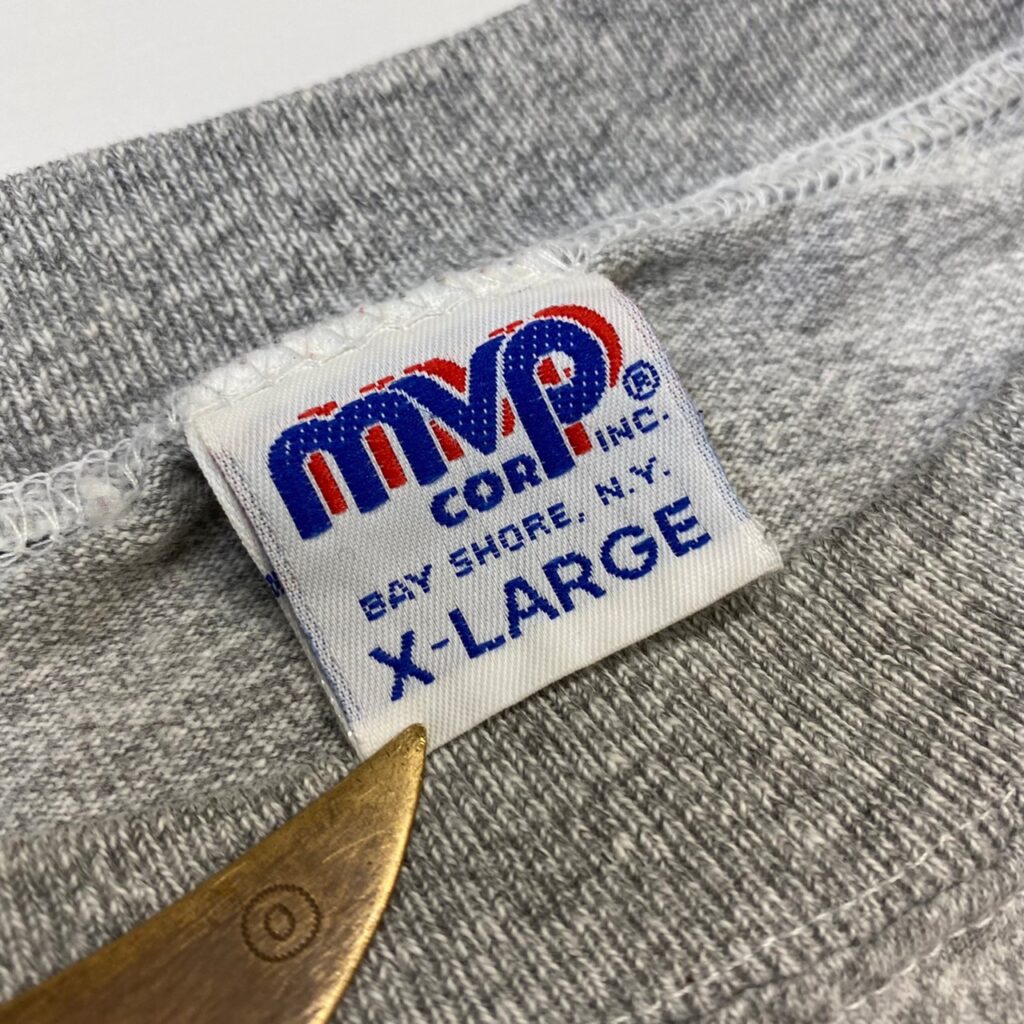 mvp®
CORP INC.
BAY SHORE, N.Y.
X-LARGE
O